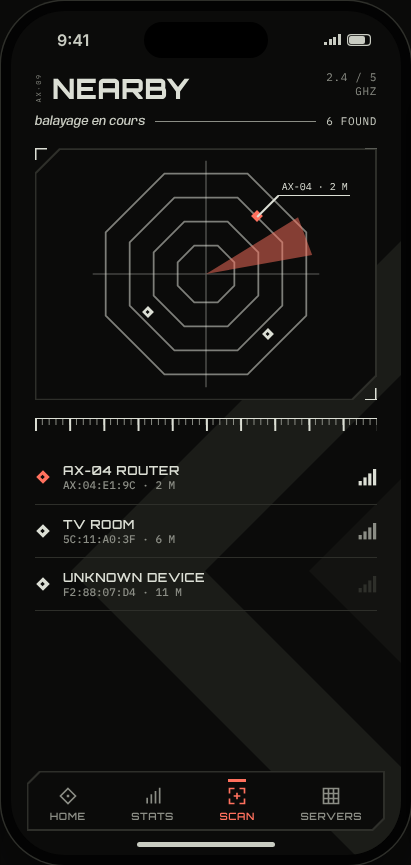 9:41
AX-09
NEARBY
2.4 / 5
GHZ
balayage en cours
6 FOUND
AX-04 · 2 M
AX-04 ROUTER
AX:04:E1:9C · 2 M
TV ROOM
5C:11:A0:3F · 6 M
UNKNOWN DEVICE
F2:88:07:D4 · 11 M
HOME
STATS
SCAN
SERVERS